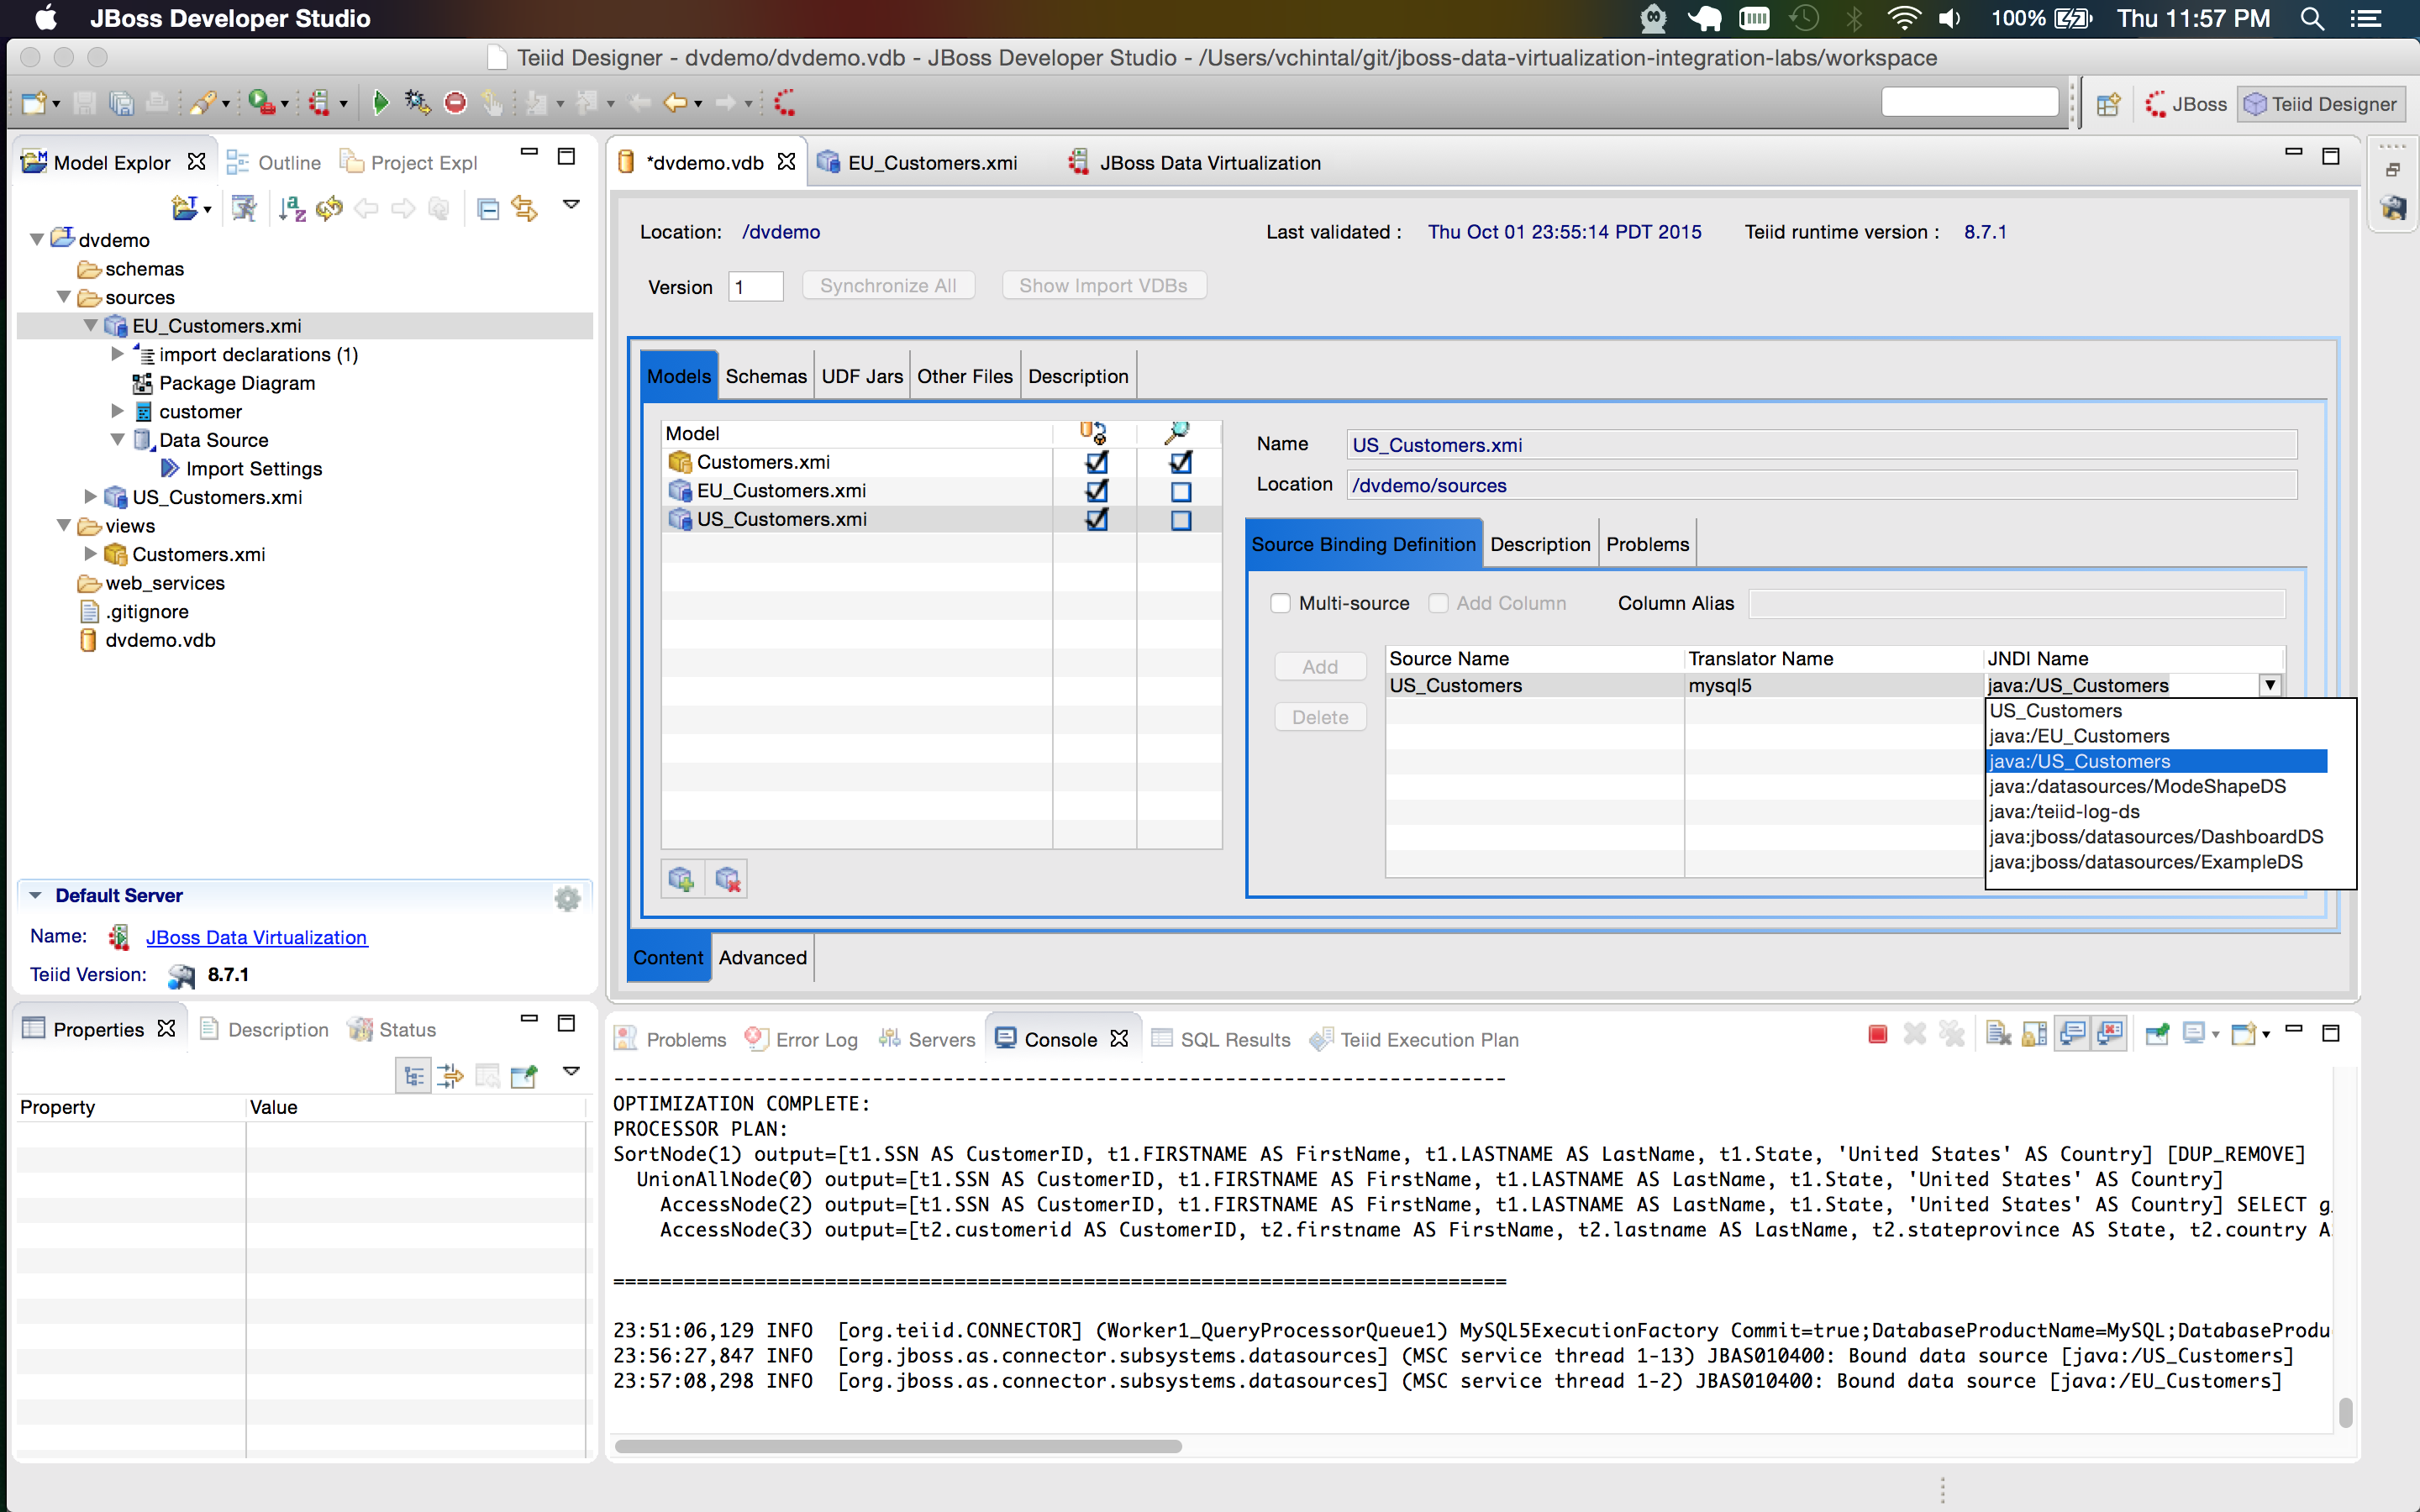 JBoss Developer Studio
100%
Thu 11:57 PM
Teiid Designer - dvdemo/dvdemo.vdb - JBoss Developer Studio - /Users/vchintal/git/jboss-data-virtualization-integration-labs/workspace
JBoss
Teiid Designer
Model Explor
Outline
Project Expl
*dvdemo.vdb
EU_Customers.xmi
JBoss Data Virtualization
dvdemo
schemas
sources
EU_Customers.xmi
import declarations (1)
Package Diagram
customer
Data Source
Import Settings
US_Customers.xmi
views
Customers.xmi
web_services
.gitignore
dvdemo.vdb
Location: /dvdemo
Last validated : Thu Oct 01 23:55:14 PDT 2015
Teiid runtime version : 8.7.1
Version 1
Synchronize All
Show Import VDBs
Models Schemas UDF Jars Other Files Description
Model
Customers.xmi
EU_Customers.xmi
US_Customers.xmi
Name US_Customers.xmi
Location /dvdemo/sources
Source Binding Definition Description Problems
Multi-source Add Column Column Alias
Add
Delete
Source Name Translator Name JNDI Name
US_Customers mysql5 java:/US_Customers
US_Customers
java:/EU_Customers
java:/US_Customers
java:/datasources/ModeShapeDS
java:/teiid-log-ds
java:jboss/datasources/DashboardDS
java:jboss/datasources/ExampleDS
Content Advanced
Default Server
Name: JBoss Data Virtualization
Teiid Version: 8.7.1
Properties Description Status
Property Value
Problems Error Log Servers Console SQL Results Teiid Execution Plan
----------------------------------------------------------------------------
OPTIMIZATION COMPLETE:
PROCESSOR PLAN:
SortNode(1) output=[t1.SSN AS CustomerID, t1.FIRSTNAME AS FirstName, t1.LASTNAME AS LastName, t1.State, 'United States' AS Country] [DUP_REMOVE]
UnionAllNode(0) output=[t1.SSN AS CustomerID, t1.FIRSTNAME AS FirstName, t1.LASTNAME AS LastName, t1.State, 'United States' AS Country]
AccessNode(2) output=[t1.SSN AS CustomerID, t1.FIRSTNAME AS FirstName, t1.LASTNAME AS LastName, t1.State, 'United States' AS Country] SELECT g_
AccessNode(3) output=[t2.customerid AS CustomerID, t2.firstname AS FirstName, t2.lastname AS LastName, t2.stateprovince AS State, t2.country A
============================================================================
23:51:06,129 INFO [org.teiid.CONNECTOR] (Worker1_QueryProcessorQueue1) MySQL5ExecutionFactory Commit=true;DatabaseProductName=MySQL;DatabaseProdu
23:56:27,847 INFO [org.jboss.as.connector.subsystems.datasources] (MSC service thread 1-13) JBAS010400: Bound data source [java:/US_Customers]
23:57:08,298 INFO [org.jboss.as.connector.subsystems.datasources] (MSC service thread 1-2) JBAS010400: Bound data source [java:/EU_Customers]